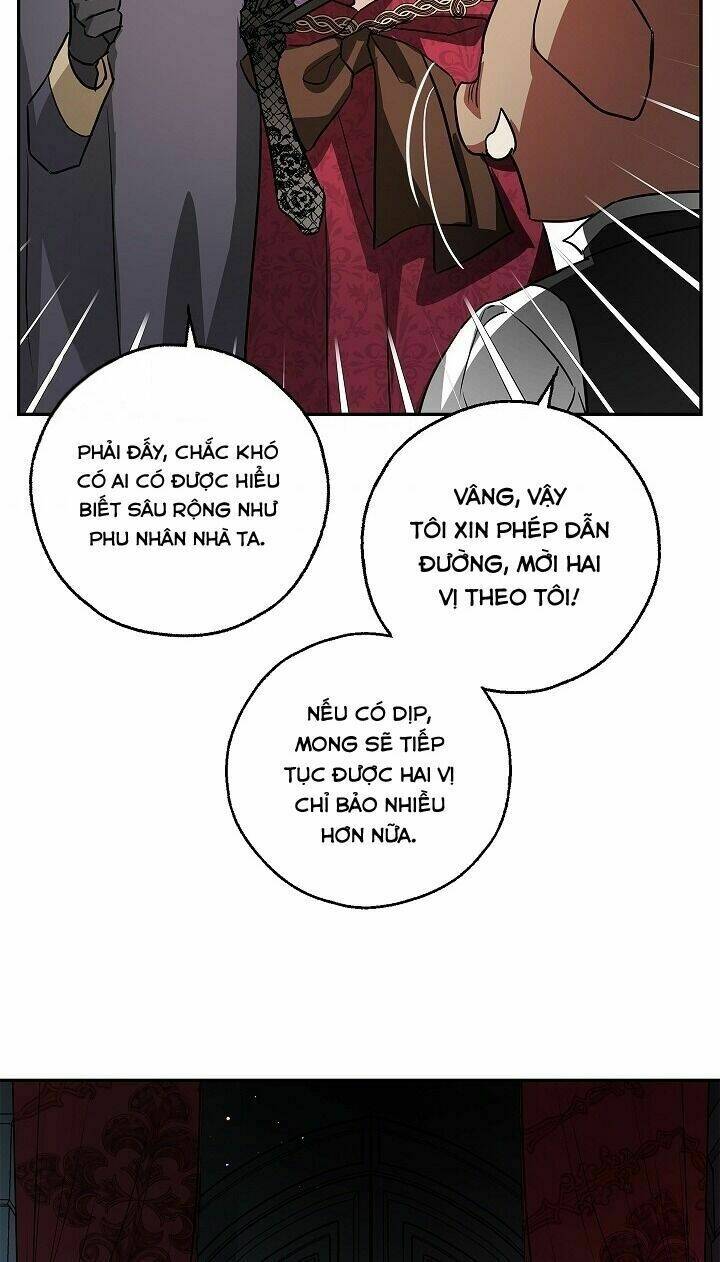 PHẢI ĐẤY, CHẮC KHÓ
CÓ AI CÓ ĐƯỢC HIỂU
BIẾT SÂU RỘNG NHƯ
PHU NHÂN NHÀ TA.
VÂNG, VẬY
TÔI XIN PHÉP DẪN
ĐƯỜNG, MỜI HAI
VỊ THEO TÔI!
NẾU CÓ DỊP,
MONG SẼ TIẾP
TỤC ĐƯỢC HAI VỊ
CHỈ BẢO NHIỀU
HƠN NỮA.